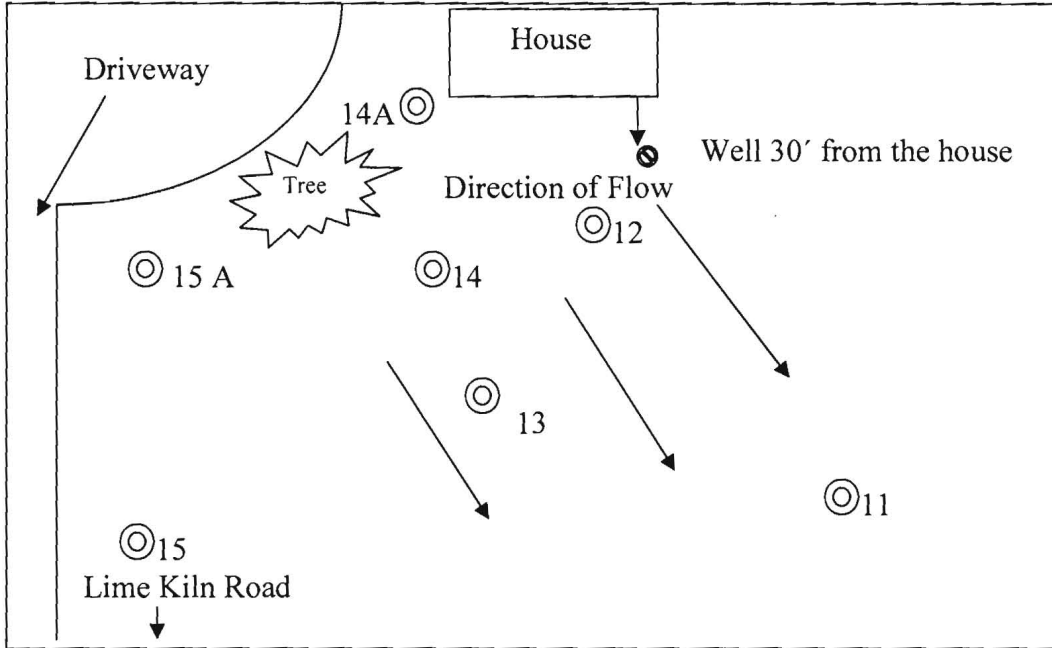 House
Driveway
14A
Well 30´ from the house
Tree
Direction of Flow
12
15 A
14
13
11
15
Lime Kiln Road